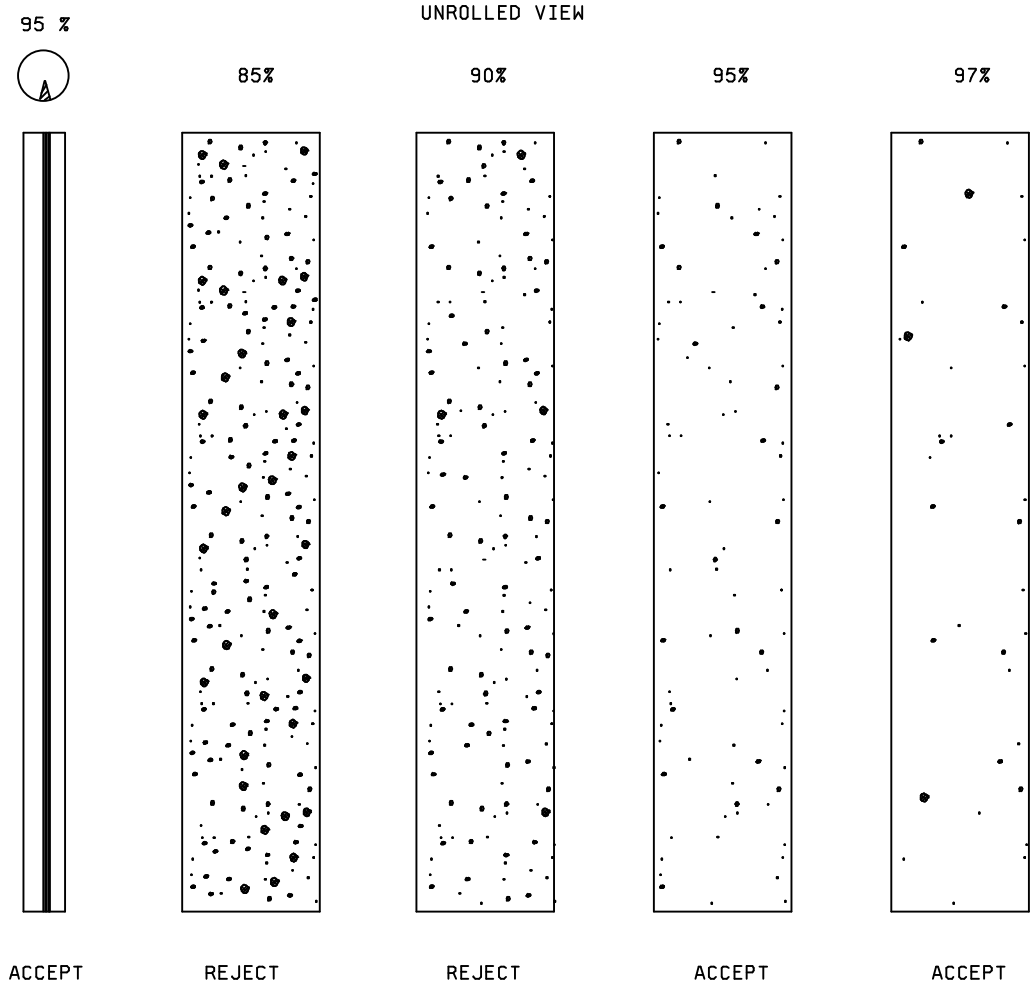 UNROLLED VIEW
95 %
85%
90%
95%
97%
ACCEPT
REJECT
REJECT
ACCEPT
ACCEPT